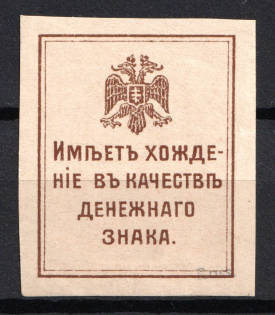 Имѣетъ хожде-
ніе въ качествѣ
денежнаго
знака.